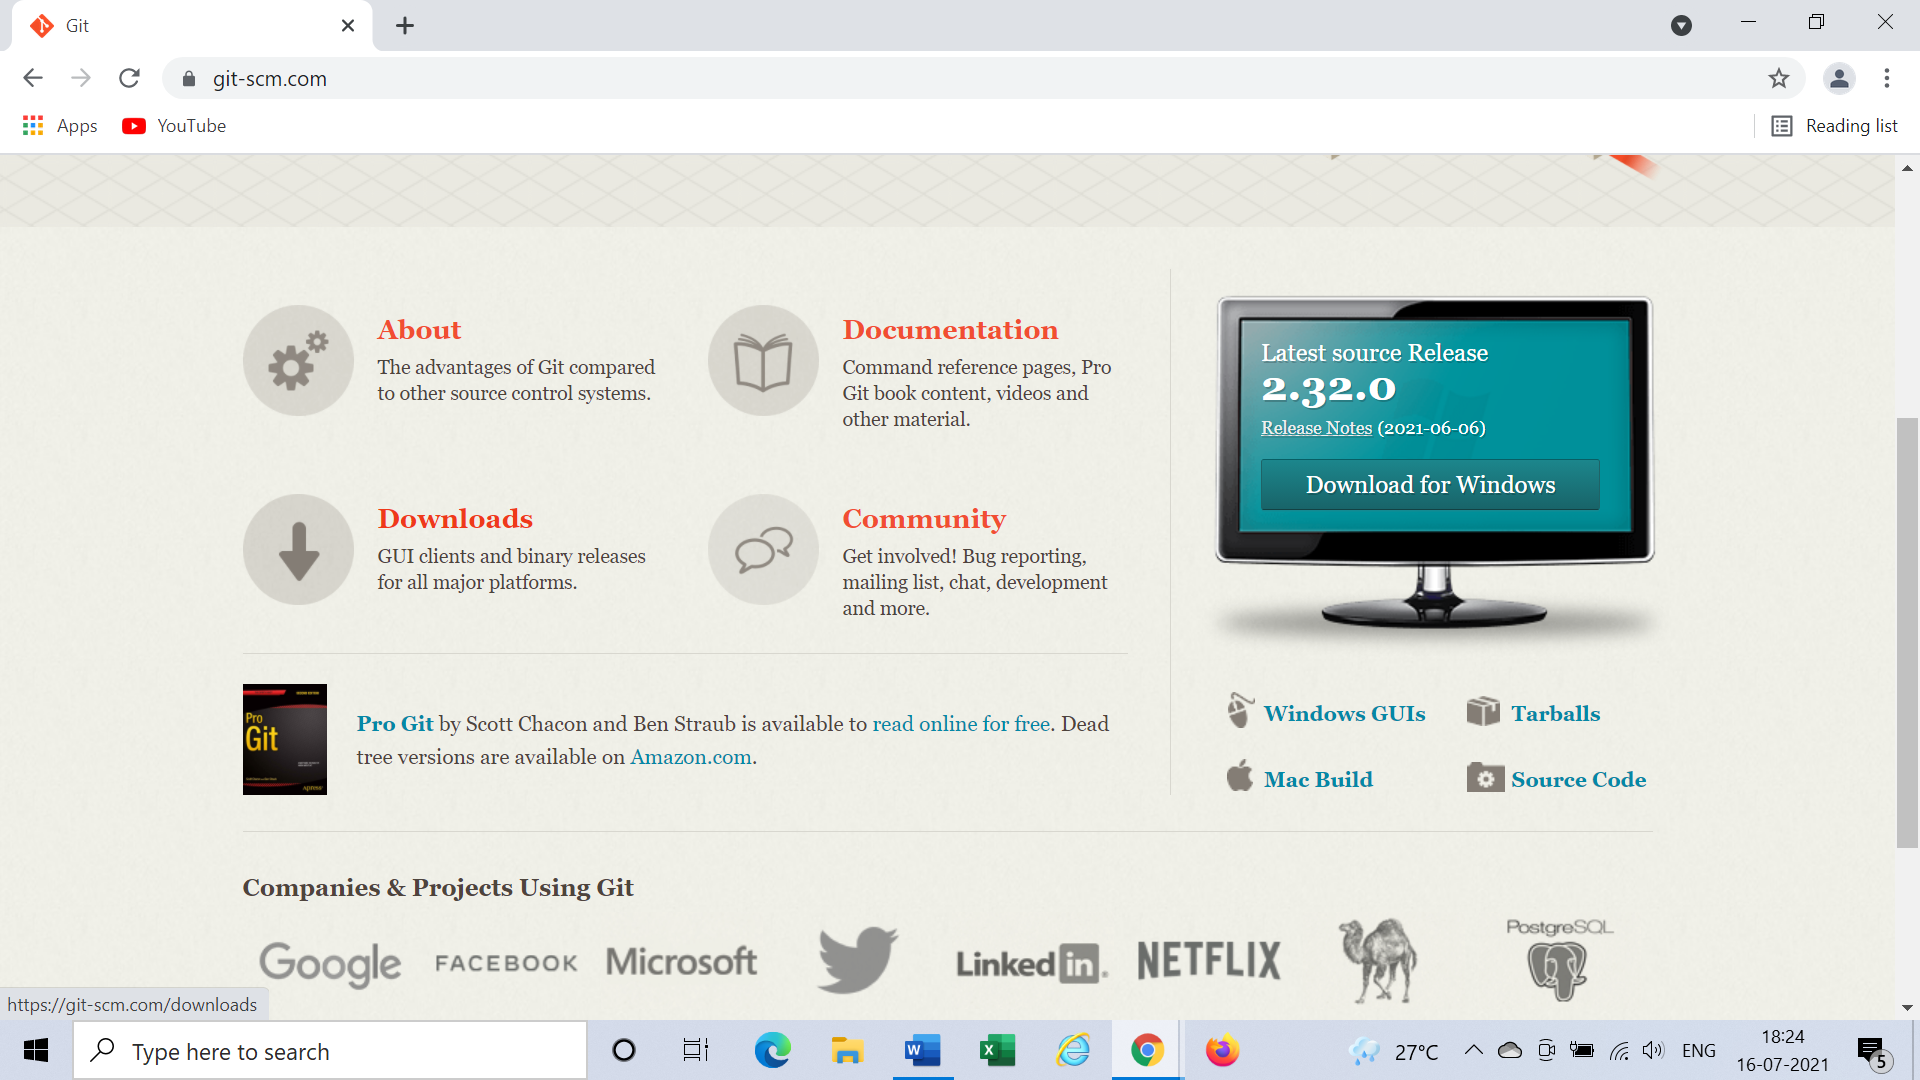 Git
git-scm.com
Apps
YouTube
Reading list
About
The advantages of Git compared
to other source control systems.
Documentation
Command reference pages, Pro
Git book content, videos and
other material.
Downloads
GUI clients and binary releases
for all major platforms.
Community
Get involved! Bug reporting,
mailing list, chat, development
and more.
Latest source Release
2.32.0
Release Notes (2021-06-06)
Download for Windows
Pro
Git
Pro Git by Scott Chacon and Ben Straub is available to read online for free. Dead
tree versions are available on Amazon.com.
Windows GUIs
Tarballs
Mac Build
Source Code
Companies & Projects Using Git
Google
FACEBOOK
Microsoft
Linked in
NETFLIX
PostgreSQL
https://git-scm.com/downloads
Type here to search
27°C
ENG
18:24
16-07-2021
5